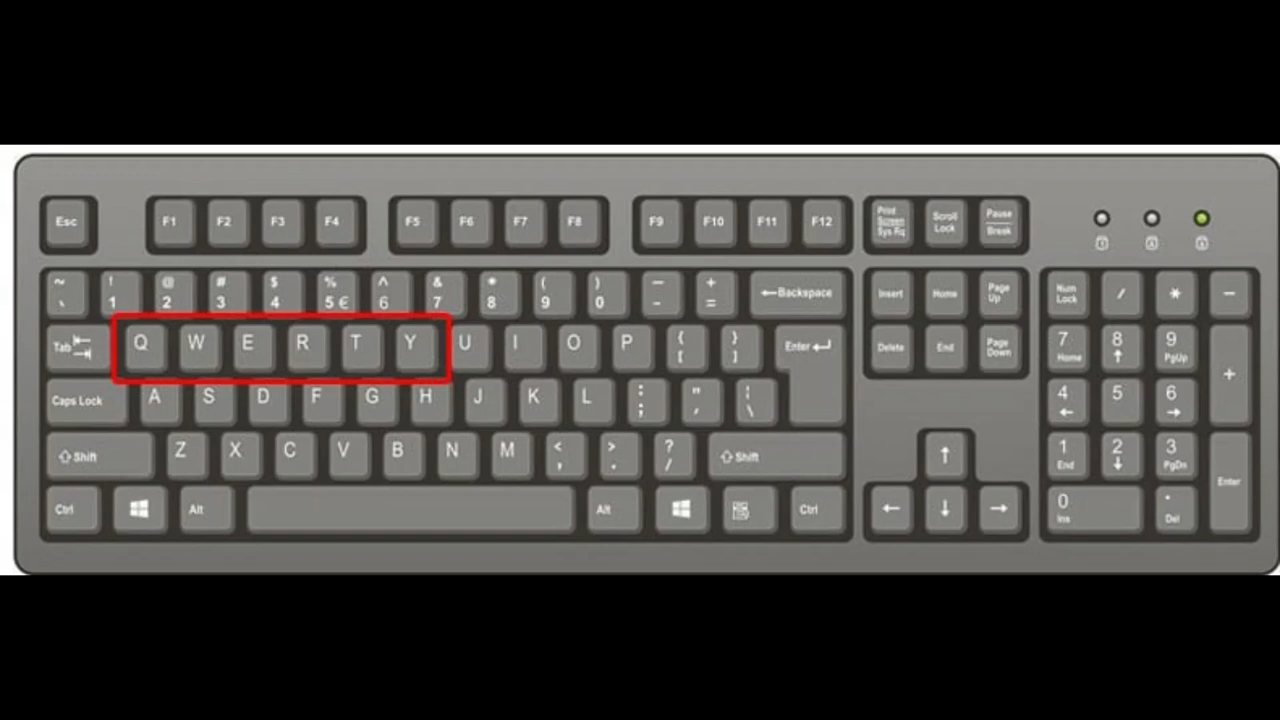 Esc F1 F2 F3 F4 F5 F6 F7 F8 F9 F10 F11 F12 Print Screen Sys Rq Scroll Lock Pause Break
~ ! @ # $ % ^ & * ( ) — +
` 1 2 3 4 5 € 6 7 8 9 0 - = ←Backspace Insert Home Page Up Num Lock / * −
Tab Q W E R T Y U I O P { [ } ] Enter Delete End Page Down 7 Home 8 ↑ 9 PgUp +
Caps Lock A S D F G H J K L : ; " , ¦ \ 4 ← 5 6 →
⇧Shift Z X C V B N M < , > . ? / ⇧Shift ↑ 1 End 2 ↓ 3 PgDn Enter
Ctrl Alt Alt Ctrl ← ↓ → 0 Ins . Del